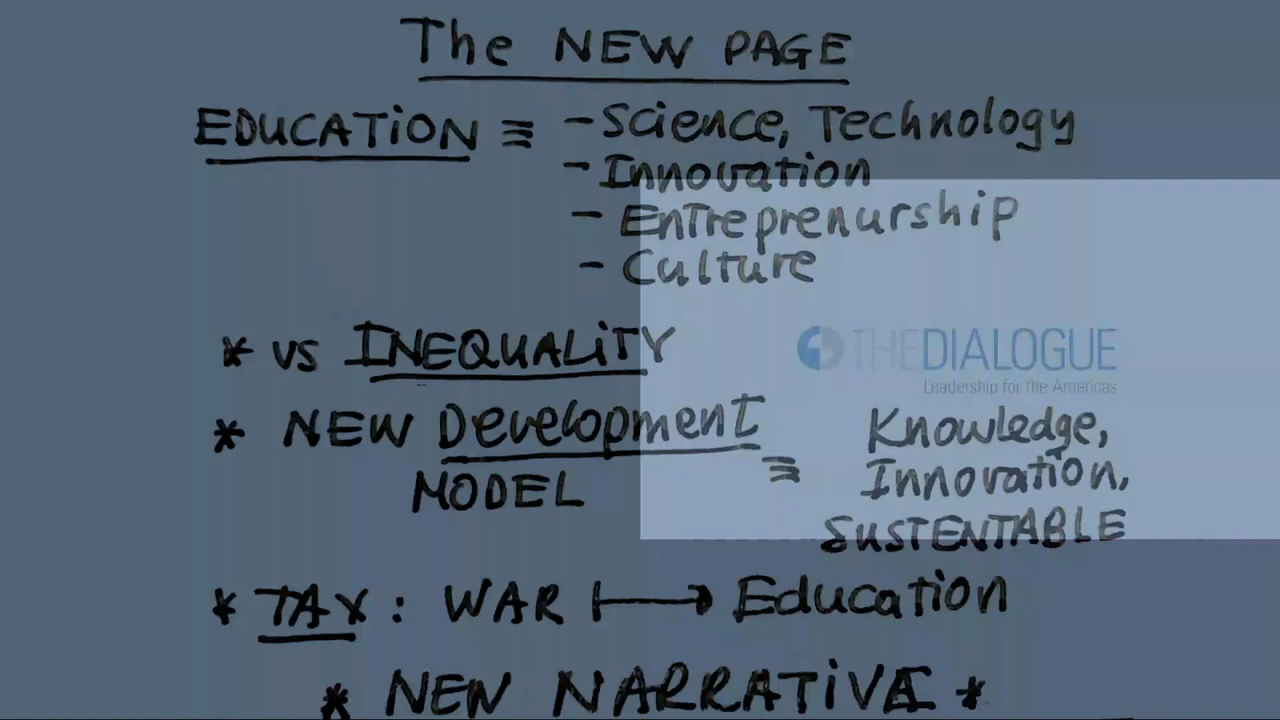 The NEW PAGE
EDUCATiON ≡ - Science, Technology
- Innovation
- Entreprenurship
- Culture
* vs INEQUALiTY
THEDIALOGUE
Leadership for the Americas
* NEW Development ≡ Knowledge,
MODEL Innovation,
SUSTENTABLE
* TAX: WAR ↦ Education
* NEW NARRATiVE *